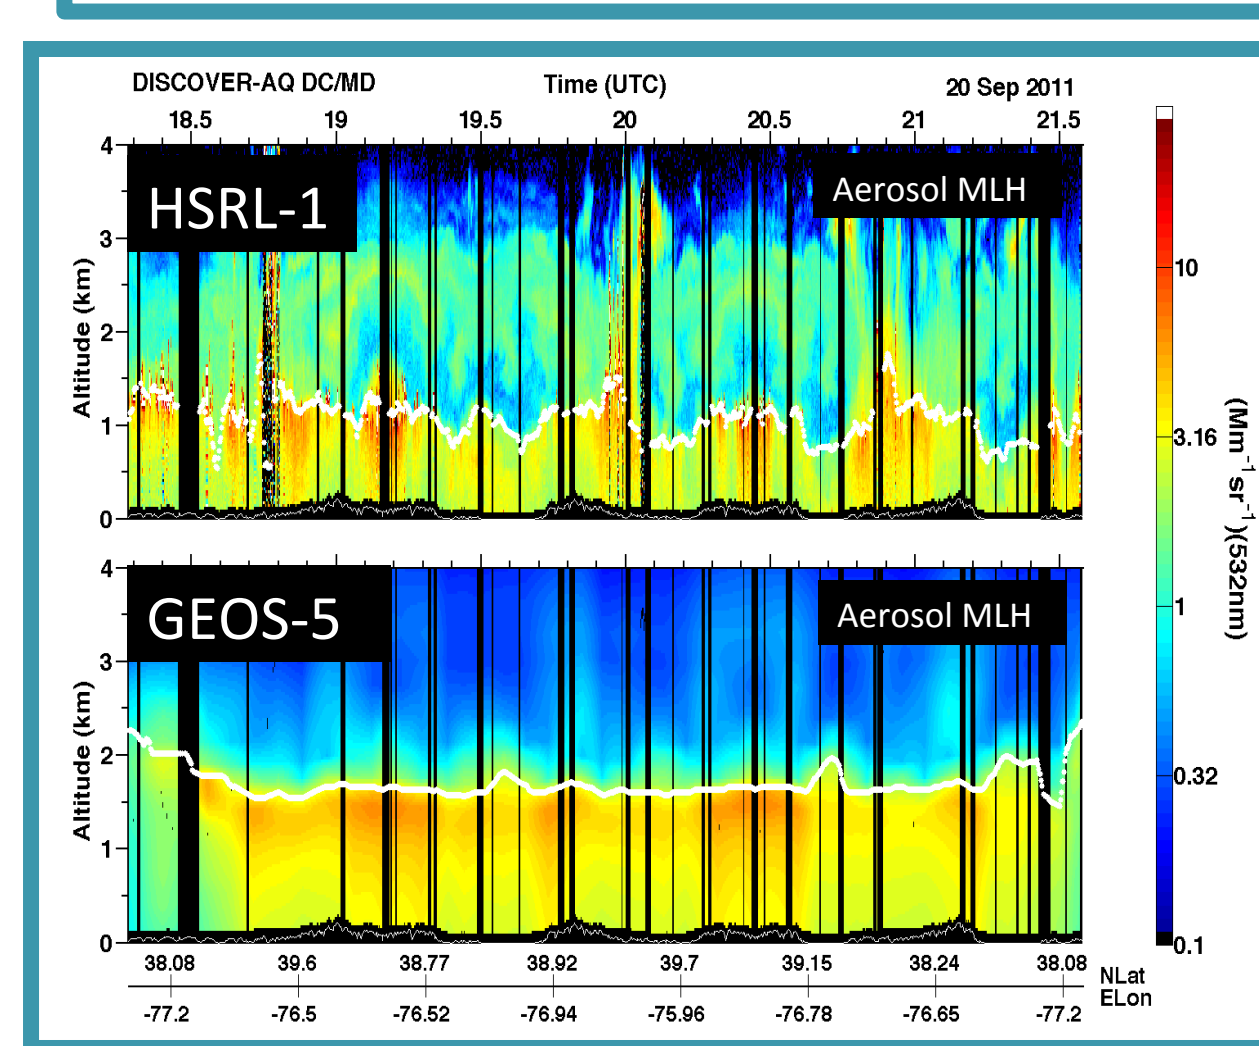 DISCOVER-AQ DC/MD Time (UTC) 20 Sep 2011
18.5 19 19.5 20 20.5 21 21.5
HSRL-1
Aerosol MLH
4
3
2
1
0
Altitude (km)
GEOS-5
Aerosol MLH
4
3
2
1
0
Altitude (km)
38.08 39.6 38.77 38.92 39.7 39.15 38.24 38.08 NLat
-77.2 -76.5 -76.52 -76.94 -75.96 -76.78 -76.65 -77.2 ELon
10
3.16
1
0.32
0.1
(Mm⁻¹sr⁻¹)(532nm)